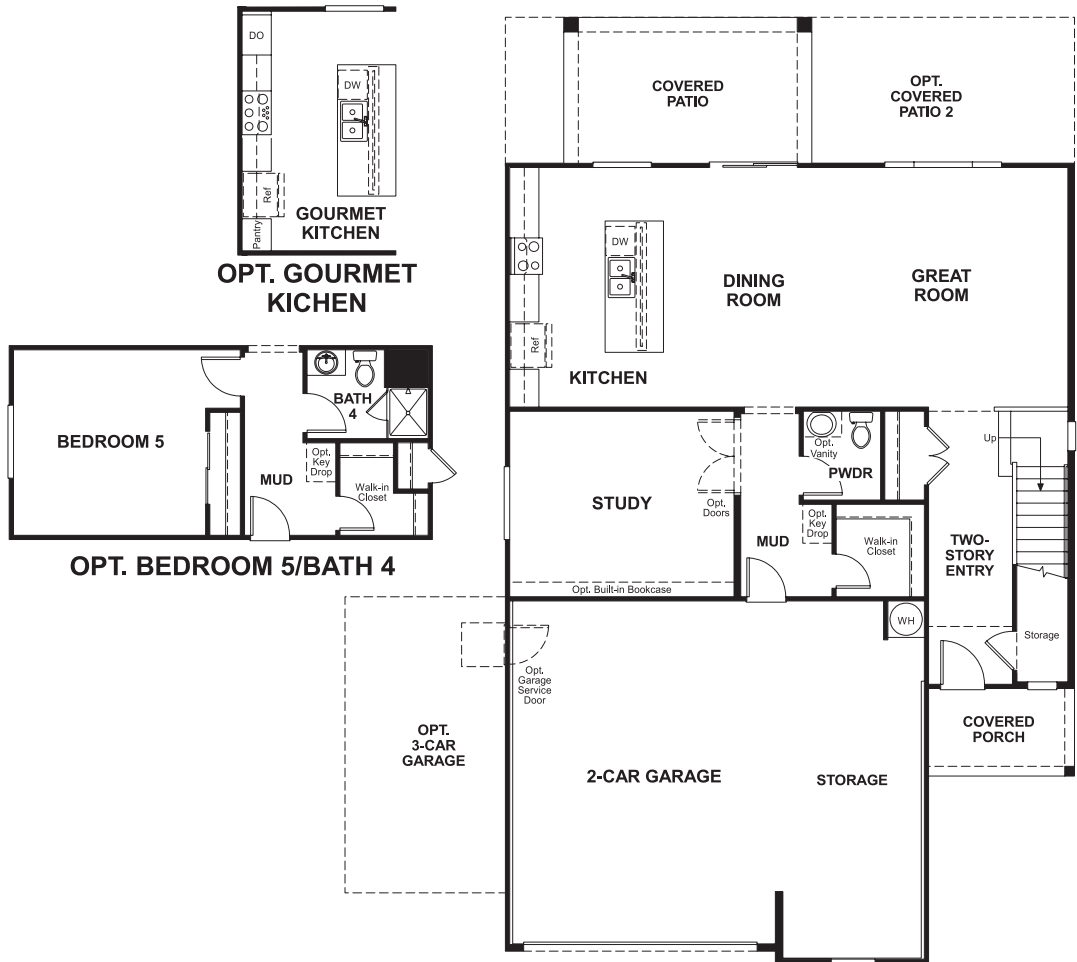 DO
DW
Ref
Pantry
GOURMET
KITCHEN
OPT. GOURMET
KICHEN
COVERED
PATIO
OPT.
COVERED
PATIO 2
DW
Ref
KITCHEN
DINING
ROOM
GREAT
ROOM
BEDROOM 5
BATH
4
Opt.
Key
Drop
MUD
Walk-in
Closet
OPT. BEDROOM 5/BATH 4
STUDY
Opt.
Doors
Opt. Built-in Bookcase
Opt.
Vanity
PWDR
MUD
Opt.
Key
Drop
Walk-in
Closet
Up
TWO-
STORY
ENTRY
Storage
WH
Opt.
Garage
Service
Door
OPT.
3-CAR
GARAGE
2-CAR GARAGE
STORAGE
COVERED
PORCH